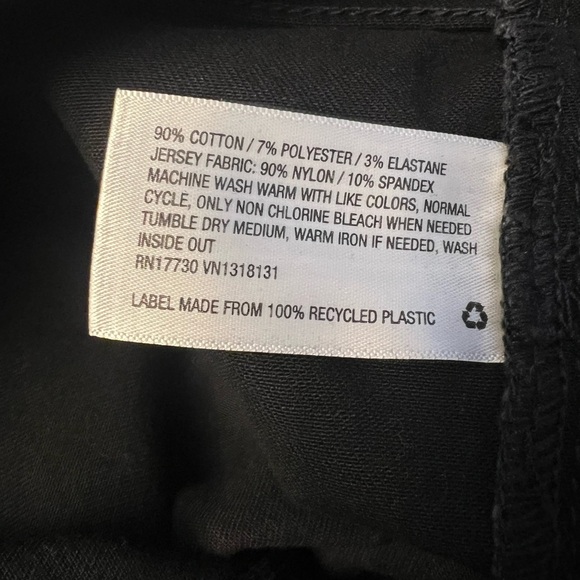 90% COTTON / 7% POLYESTER / 3% ELASTANE
JERSEY FABRIC: 90% NYLON / 10% SPANDEX
MACHINE WASH WARM WITH LIKE COLORS, NORMAL
CYCLE, ONLY NON CHLORINE BLEACH WHEN NEEDED
TUMBLE DRY MEDIUM, WARM IRON IF NEEDED, WASH
INSIDE OUT
RN17730 VN1318131
LABEL MADE FROM 100% RECYCLED PLASTIC